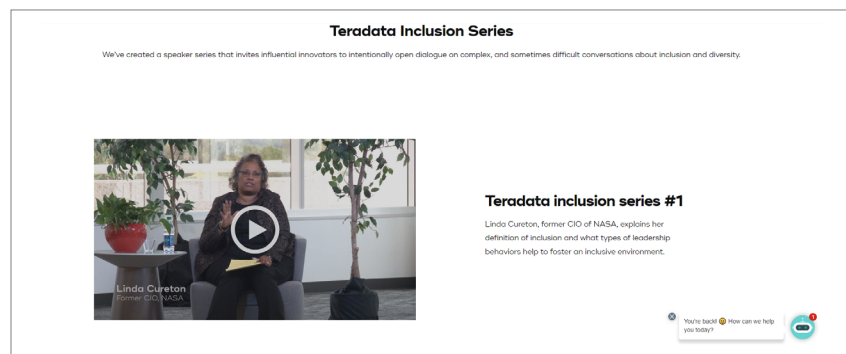 Teradata Inclusion Series
We've created a speaker series that invites influential innovators to intentionally open dialogue on complex, and sometimes difficult conversations about inclusion and diversity.
Linda Cureton
Former CIO, NASA
Teradata inclusion series #1
Linda Cureton, former CIO of NASA, explains her
definition of inclusion and what types of leadership
behaviors help to foster an inclusive environment.
You're back! 😉 How can we help
you today?
1